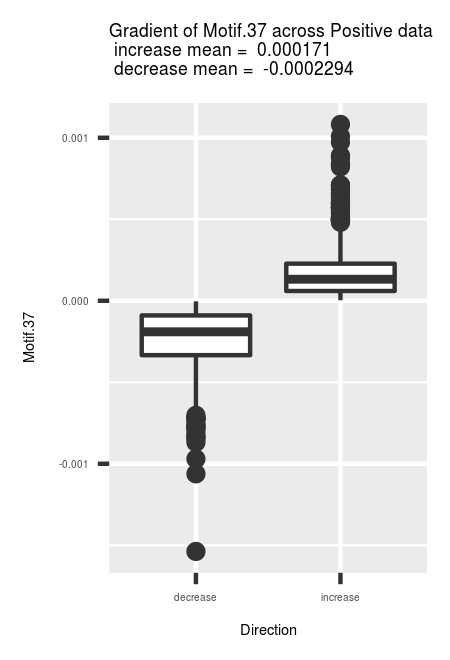 Gradient of Motif.37 across Positive data
increase mean =  0.000171
decrease mean =  -0.0002294
0.001
0.000
-0.001
Motif.37
decrease
increase
Direction